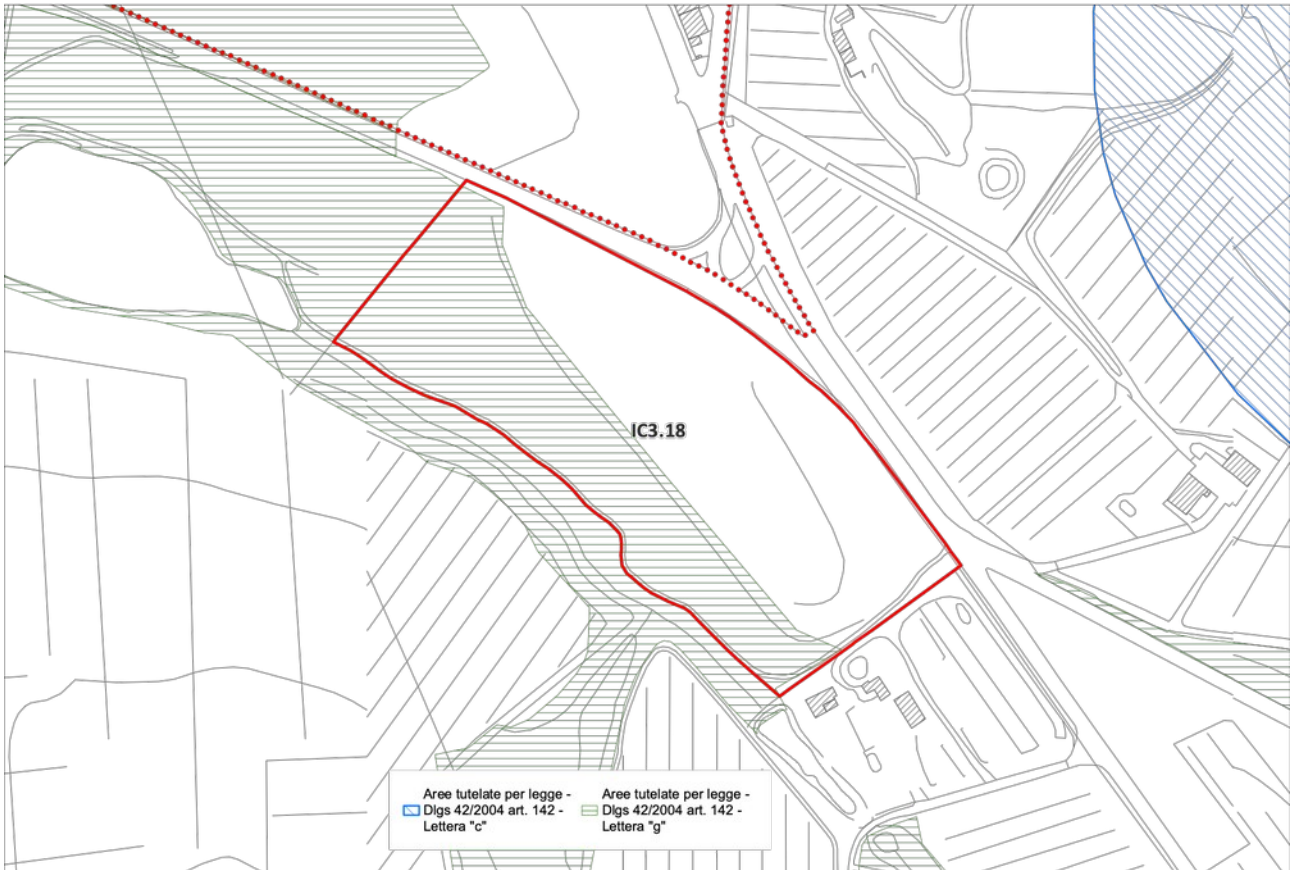 IC3.18
Aree tutelate per legge -
Dlgs 42/2004 art. 142 -
Lettera "c"
Aree tutelate per legge -
Dlgs 42/2004 art. 142 -
Lettera "g"